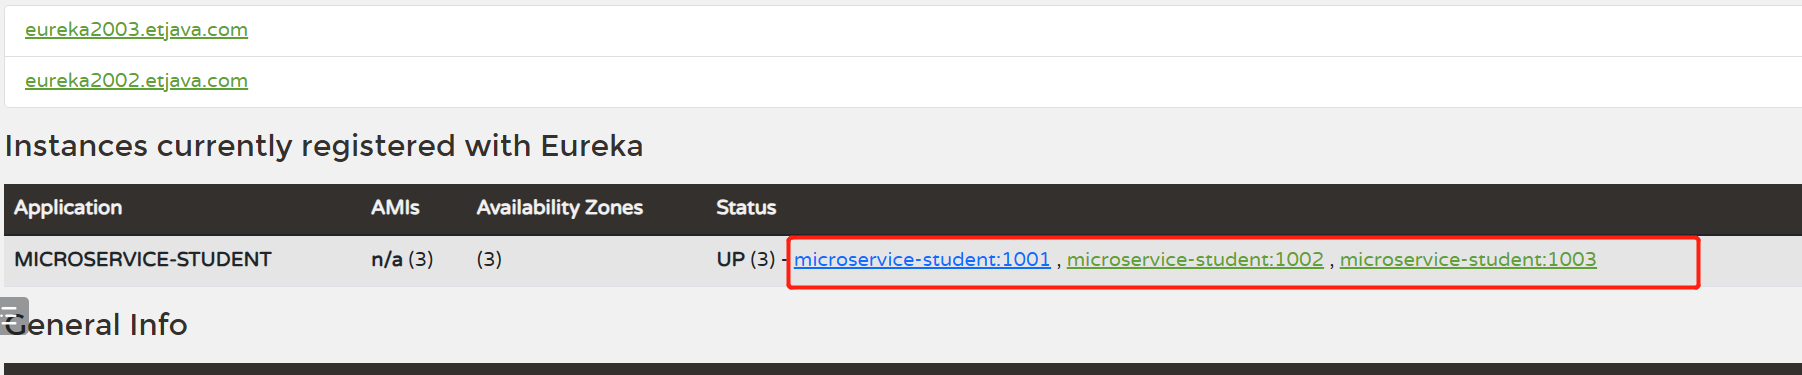 eureka2003.etjava.com
eureka2002.etjava.com
Instances currently registered with Eureka
Application AMIs Availability Zones Status
MICROSERVICE-STUDENT n/a (3) (3) UP (3) - microservice-student:1001 , microservice-student:1002 , microservice-student:1003
General Info